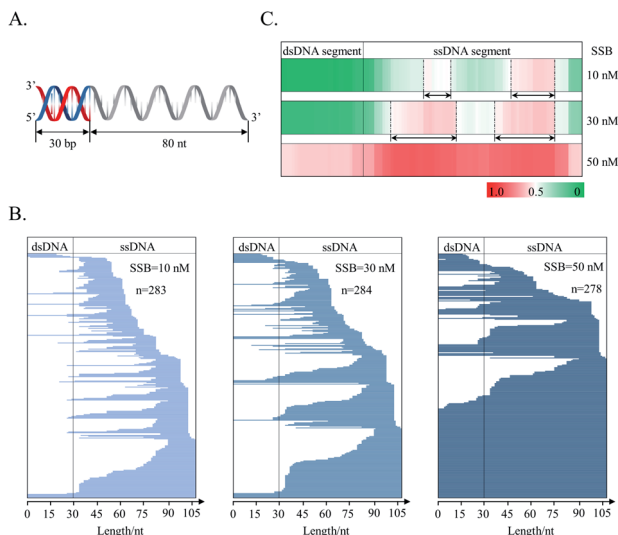 A.
3'
5'
3'
30 bp
80 nt
C.
dsDNA segment
ssDNA segment
SSB
10 nM
30 nM
50 nM
1.0
0.5
0
B.
dsDNA
ssDNA
SSB=10 nM
n=283
0
15
30
45
60
75
90
105
Length/nt
dsDNA
ssDNA
SSB=30 nM
n=284
0
15
30
45
60
75
90
105
Length/nt
dsDNA
ssDNA
SSB=50 nM
n=278
0
15
30
45
60
75
90
105
Length/nt